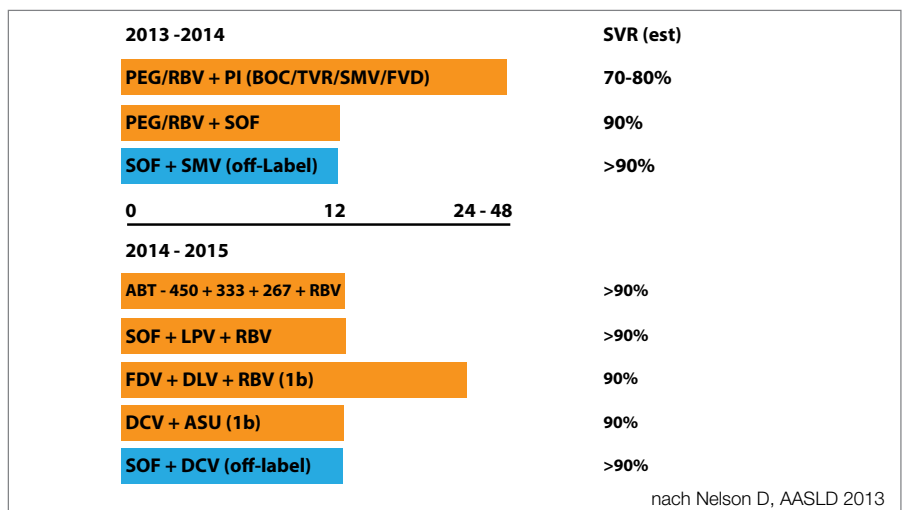 2013 -2014 SVR (est)
PEG/RBV + PI (BOC/TVR/SMV/FVD) 70-80%
PEG/RBV + SOF 90%
SOF + SMV (off-Label) >90%
0 12 24 - 48
2014 - 2015
ABT - 450 + 333 + 267 + RBV >90%
SOF + LPV + RBV >90%
FDV + DLV + RBV (1b) 90%
DCV + ASU (1b) 90%
SOF + DCV (off-label) >90%
nach Nelson D, AASLD 2013